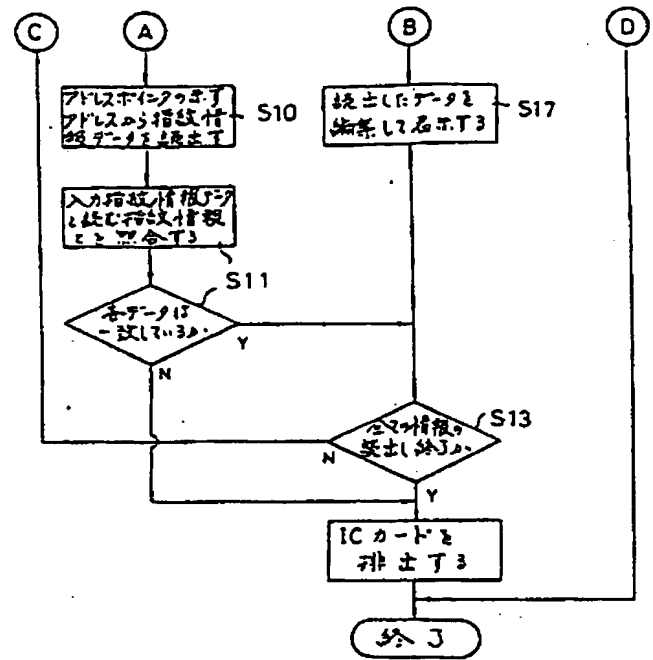 C
A
B
D
アドレスポインタの示す
アドレスから指紋情
報データを読出す
S10
読出したデータを
編集して表示する
S17
入力指紋情報データ
と読む指紋情報
とを照合する
S11
各データは
一致しているか
Y
N
全ての情報の
読出し終了か
S13
N
Y
ICカードを
排出する
終了